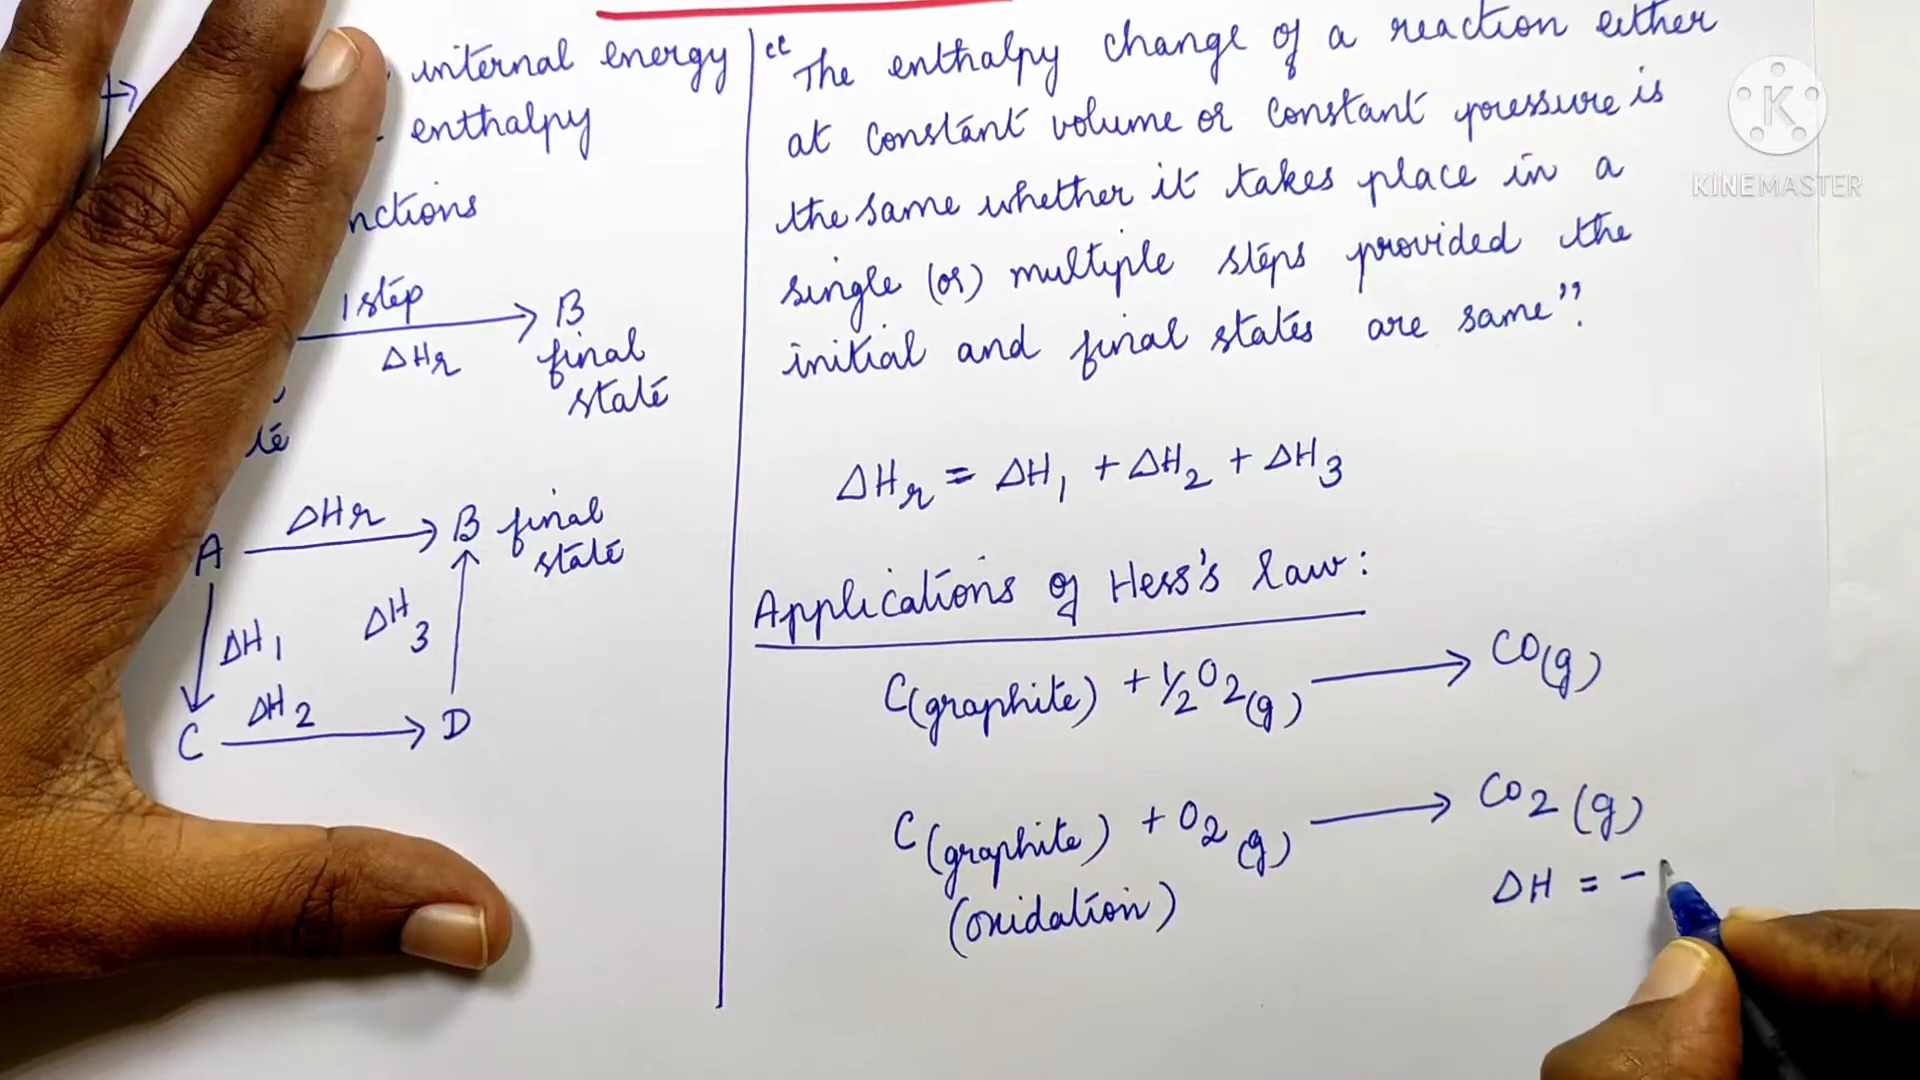 internal energy
enthalpy
nctions
1 step
B
ΔHr
final
state
te
ΔHr
A
B final
state
ΔH1
ΔH3
ΔH2
C
D
"The enthalpy change of a reaction either
at constant volume or constant pressure is
the same whether it takes place in a
single (or) multiple steps provided the
initial and final states are same".
ΔHr = ΔH1 + ΔH2 + ΔH3
Applications of Hess's law:
C(graphite) + 1/2 O2(g) ⟶ CO(g)
C(graphite) + O2(g) ⟶ CO2(g)
(oxidation)
ΔH = -
K
KINEMASTER